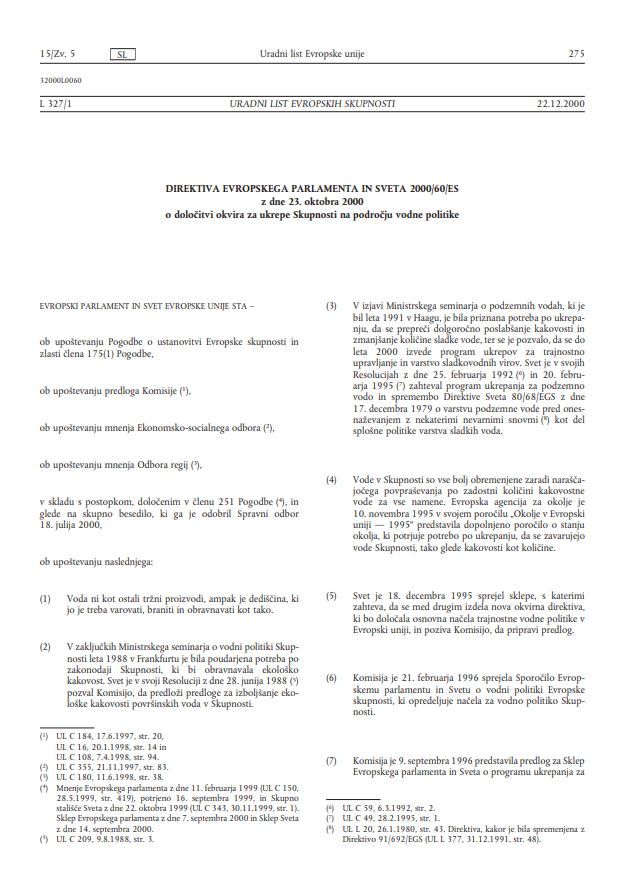 15/Zv. 5
SL
Uradni list Evropske unije
275
32000L0060
L 327/1
URADNI LIST EVROPSKIH SKUPNOSTI
22.12.2000
DIREKTIVA EVROPSKEGA PARLAMENTA IN SVETA 2000/60/ES
z dne 23. oktobra 2000
o določitvi okvira za ukrepe Skupnosti na področju vodne politike
EVROPSKI PARLAMENT IN SVET EVROPSKE UNIJE STA –
ob upoštevanju Pogodbe o ustanovitvi Evropske skupnosti in
zlasti člena 175(1) Pogodbe,
ob upoštevanju predloga Komisije (¹),
ob upoštevanju mnenja Ekonomsko-socialnega odbora (²),
ob upoštevanju mnenja Odbora regij (³),
v skladu s postopkom, določenim v členu 251 Pogodbe (⁴), in
glede na skupno besedilo, ki ga je odobril Spravni odbor
18. julija 2000,
ob upoštevanju naslednjega:
(1) Voda ni kot ostali tržni proizvodi, ampak je dediščina, ki
jo je treba varovati, braniti in obravnavati kot tako.
(2) V zaključkih Ministrskega seminarja o vodni politiki Skup-
nosti leta 1988 v Frankfurtu je bila poudarjena potreba po
zakonodaji Skupnosti, ki bi obravnavala ekološko
kakovost. Svet je v svoji Resoluciji z dne 28. junija 1988 (⁵)
pozval Komisijo, da predloži predloge za izboljšanje eko-
loške kakovosti površinskih voda v Skupnosti.
(¹) UL C 184, 17.6.1997, str. 20,
UL C 16, 20.1.1998, str. 14 in
UL C 108, 7.4.1998, str. 94.
(²) UL C 355, 21.11.1997, str. 83.
(³) UL C 180, 11.6.1998, str. 38.
(⁴) Mnenje Evropskega parlamenta z dne 11. februarja 1999 (UL C 150,
28.5.1999, str. 419), potrjeno 16. septembra 1999, in Skupno
stališče Sveta z dne 22. oktobra 1999 (UL C 343, 30.11.1999, str. 1).
Sklep Evropskega parlamenta z dne 7. septembra 2000 in Sklep Sveta
z dne 14. septembra 2000.
(⁵) UL C 209, 9.8.1988, str. 3.
(3) V izjavi Ministrskega seminarja o podzemnih vodah, ki je
bil leta 1991 v Haagu, je bila priznana potreba po ukrepa-
nju, da se prepreči dolgoročno poslabšanje kakovosti in
zmanjšanje količine sladke vode, ter se je pozvalo, da se do
leta 2000 izvede program ukrepov za trajnostno
upravljanje in varstvo sladkovodnih virov. Svet je v svojih
Resolucijah z dne 25. februarja 1992 (⁶) in 20. febru-
arja 1995 (⁷) zahteval program ukrepanja za podzemno
vodo in spremembo Direktive Sveta 80/68/EGS z dne
17. decembra 1979 o varstvu podzemne vode pred ones-
naževanjem z nekaterimi nevarnimi snovmi (⁸) kot del
splošne politike varstva sladkih voda.
(4) Vode v Skupnosti so vse bolj obremenjene zaradi narašča-
jočega povpraševanja po zadostni količini kakovostne
vode za vse namene. Evropska agencija za okolje je
10. novembra 1995 v svojem poročilu „Okolje v Evropski
uniji — 1995“ predstavila dopolnjeno poročilo o stanju
okolja, ki potrjuje potrebo po ukrepanju, da se zavarujejo
vode Skupnosti, tako glede kakovosti kot količine.
(5) Svet je 18. decembra 1995 sprejel sklepe, s katerimi
zahteva, da se med drugim izdela nova okvirna direktiva,
ki bo določala osnovna načela trajnostne vodne politike v
Evropski uniji, in poziva Komisijo, da pripravi predlog.
(6) Komisija je 21. februarja 1996 sprejela Sporočilo Evrop-
skemu parlamentu in Svetu o vodni politiki Evropske
skupnosti, ki opredeljuje načela za vodno politiko Skup-
nosti.
(7) Komisija je 9. septembra 1996 predstavila predlog za Sklep
Evropskega parlamenta in Sveta o programu ukrepanja za
(⁶) UL C 59, 6.3.1992, str. 2.
(⁷) UL C 49, 28.2.1995, str. 1.
(⁸) UL L 20, 26.1.1980, str. 43. Direktiva, kakor je bila spremenjena z
Direktivo 91/692/EGS (UL L 377, 31.12.1991, str. 48).